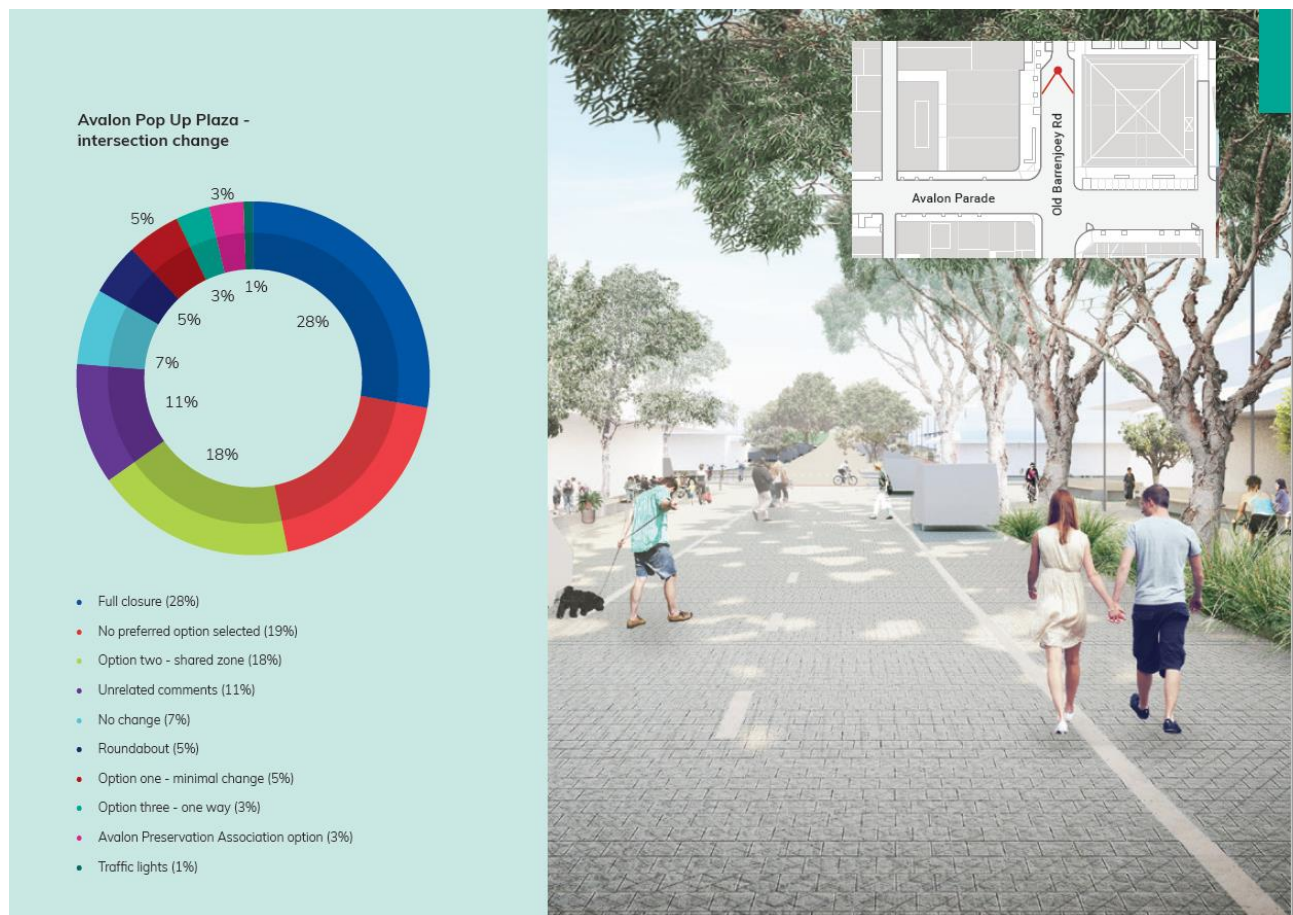 Avalon Pop Up Plaza -
intersection change
3%
5%
3%
1%
5%
28%
7%
11%
18%
Full closure (28%)
No preferred option selected (19%)
Option two - shared zone (18%)
Unrelated comments (11%)
No change (7%)
Roundabout (5%)
Option one - minimal change (5%)
Option three - one way (3%)
Avalon Preservation Association option (3%)
Traffic lights (1%)
Avalon Parade
Old Barrenjoey Rd